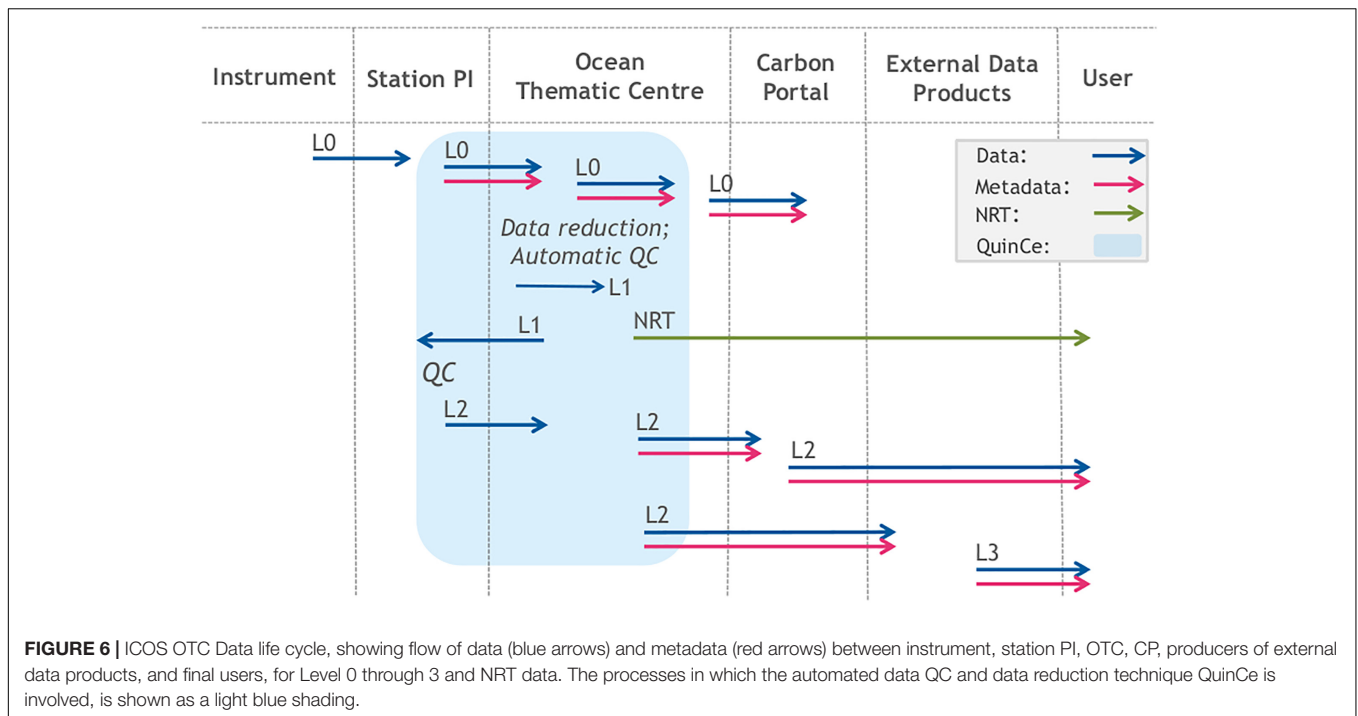 Instrument
Station PI
Ocean
Thematic Centre
Carbon
Portal
External Data
Products
User
L0
L0
L0
L0
Data:
Metadata:
NRT:
QuinCe:
Data reduction;
Automatic QC
L1
L1
NRT
QC
L2
L2
L2
L2
L3
FIGURE 6 | ICOS OTC Data life cycle, showing flow of data (blue arrows) and metadata (red arrows) between instrument, station PI, OTC, CP, producers of external
data products, and final users, for Level 0 through 3 and NRT data. The processes in which the automated data QC and data reduction technique QuinCe is
involved, is shown as a light blue shading.